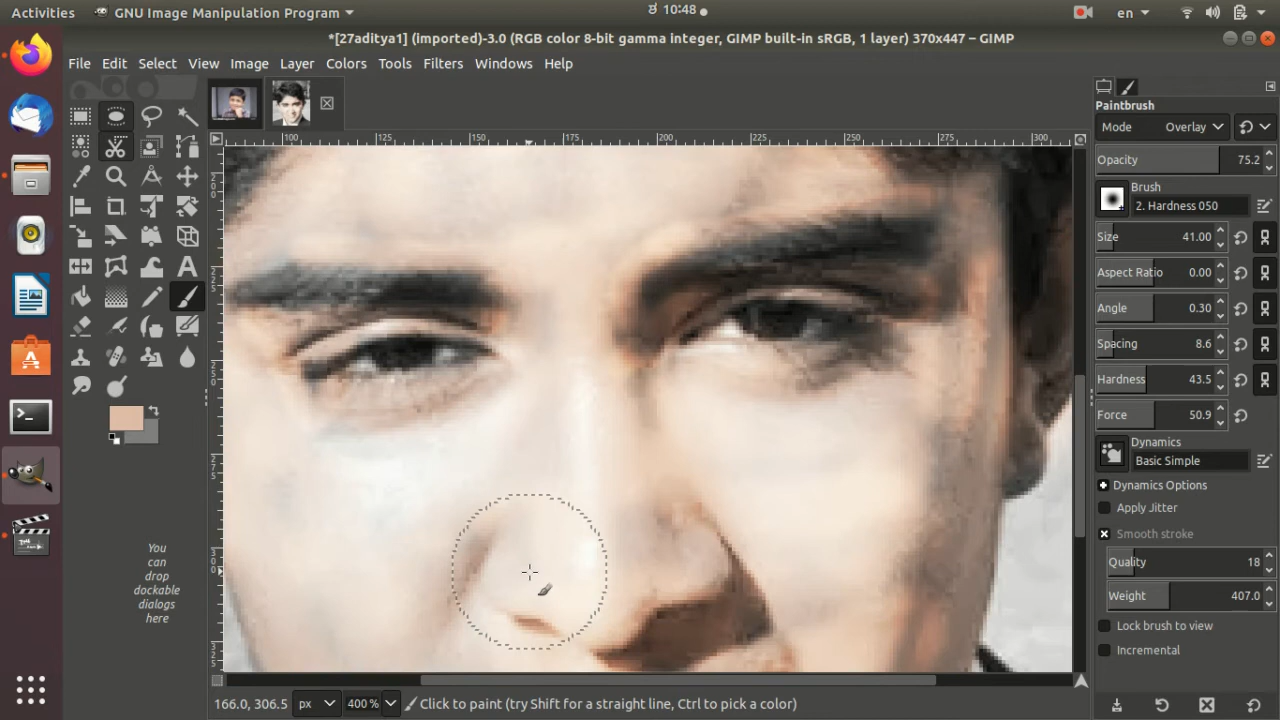 Activities GNU Image Manipulation Program 10:48 en
*[27aditya1] (imported)-3.0 (RGB color 8-bit gamma integer, GIMP built-in sRGB, 1 layer) 370x447 – GIMP
File Edit Select View Image Layer Colors Tools Filters Windows Help
Paintbrush
Mode Overlay
100 125 150 175 200 225 250 275 300
Opacity 75.2
Brush
2. Hardness 050
Size 41.00
Aspect Ratio 0.00
Angle 0.30
Spacing 8.6
Hardness 43.5
Force 50.9
Dynamics
Basic Simple
Dynamics Options
Apply Jitter
Smooth stroke
Quality 18
Weight 407.0
Lock brush to view
Incremental
200
225
250
275
300
325
You
can
drop
dockable
dialogs
here
166.0, 306.5 px 400 % Click to paint (try Shift for a straight line, Ctrl to pick a color)